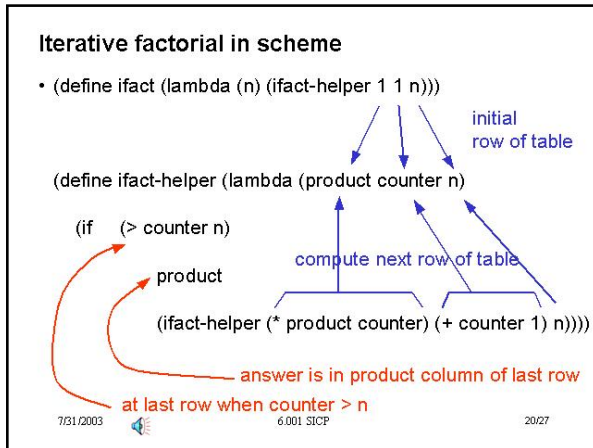 Iterative factorial in scheme
• (define ifact (lambda (n) (ifact-helper 1 1 n)))
initial
row of table
(define ifact-helper (lambda (product counter n)
(if (> counter n)
compute next row of table
product
(ifact-helper (* product counter) (+ counter 1) n))))
answer is in product column of last row
at last row when counter > n
7/31/2003 6.001 SICP 20/27